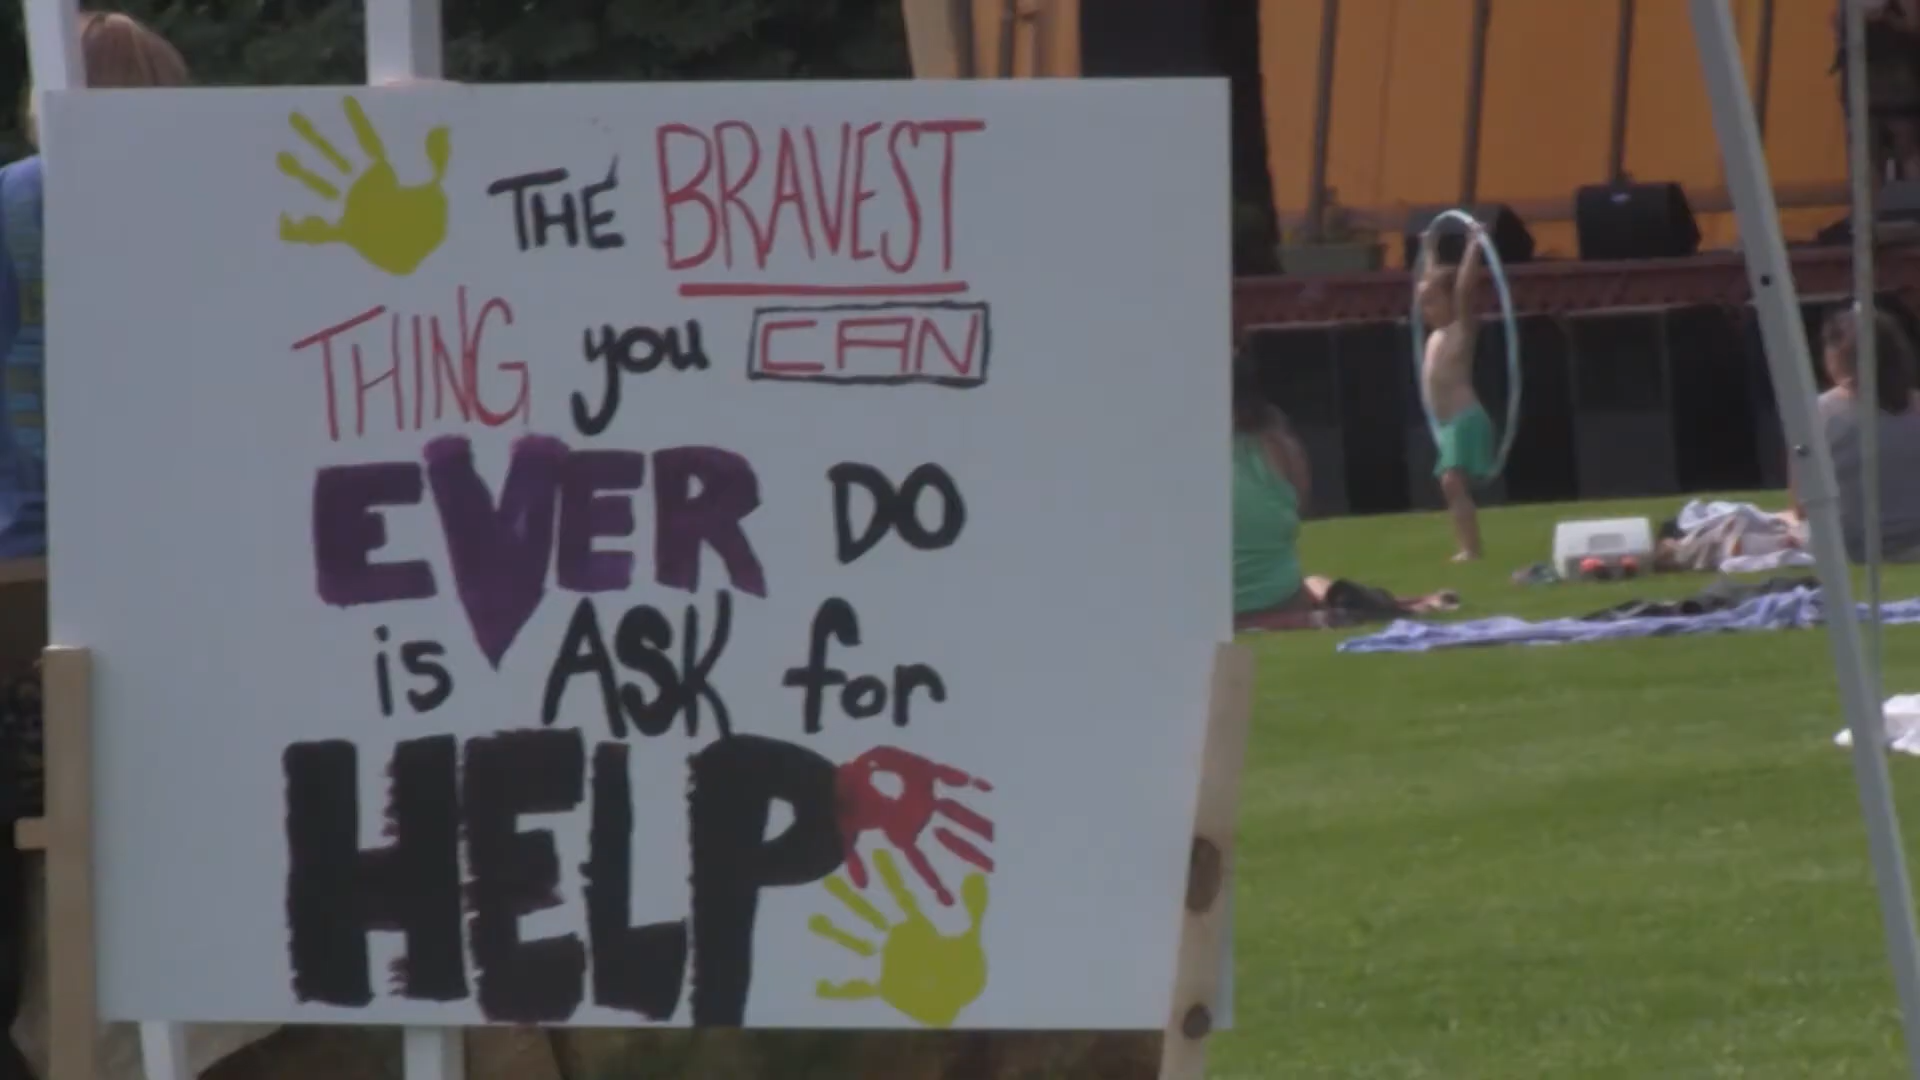 THE BRAVEST
THING you CAN
EVER DO
is ASK for
HELP